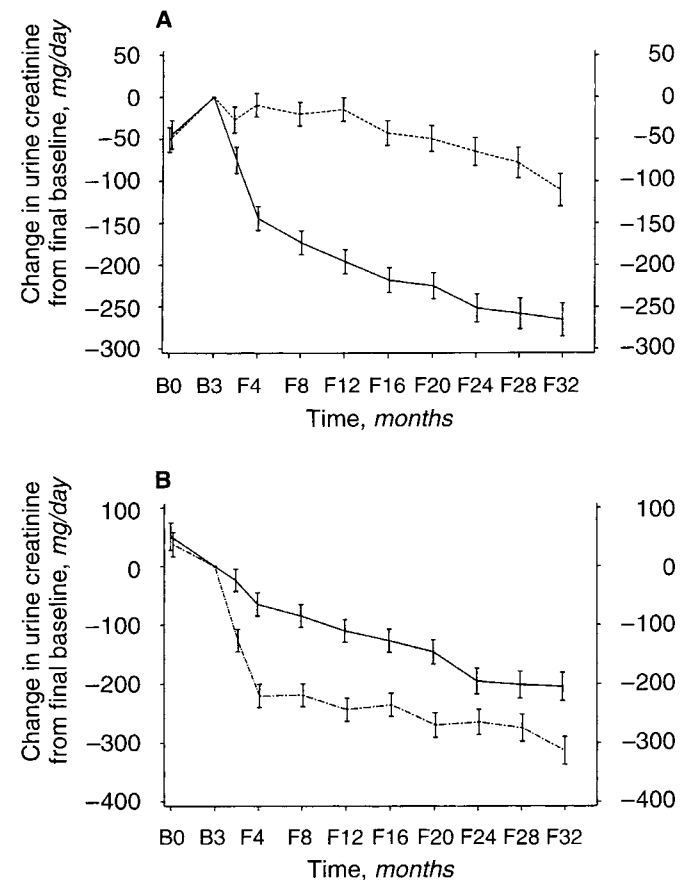 A
Change in urine creatinine
from final baseline, mg/day
50
0
−50
−100
−150
−200
−250
−300
50
0
−50
−100
−150
−200
−250
−300
B0 B3 F4 F8 F12 F16 F20 F24 F28 F32
Time, months
B
Change in urine creatinine
from final baseline, mg/day
100
0
−100
−200
−300
−400
100
0
−100
−200
−300
−400
B0 B3 F4 F8 F12 F16 F20 F24 F28 F32
Time, months